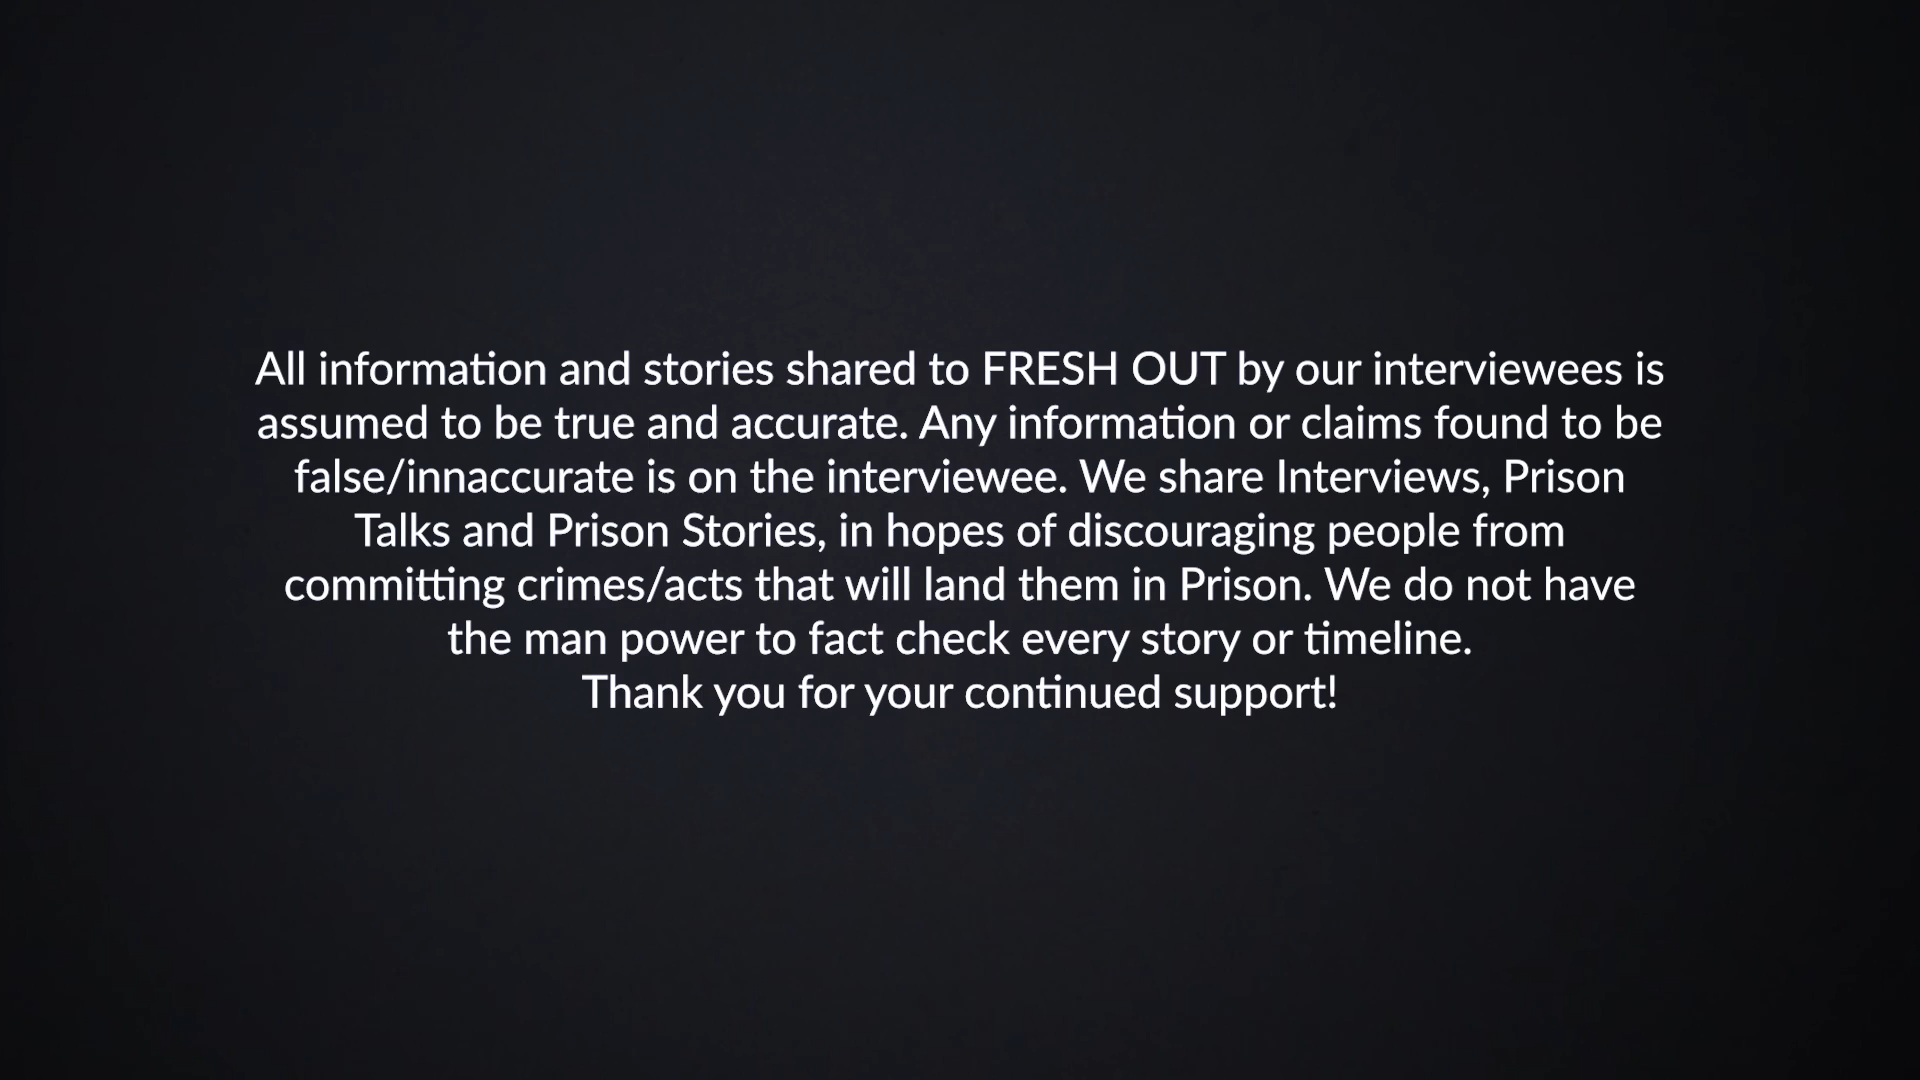 All information and stories shared to FRESH OUT by our interviewees is
assumed to be true and accurate. Any information or claims found to be
false/innaccurate is on the interviewee. We share Interviews, Prison
Talks and Prison Stories, in hopes of discouraging people from
committing crimes/acts that will land them in Prison. We do not have
the man power to fact check every story or timeline.
Thank you for your continued support!